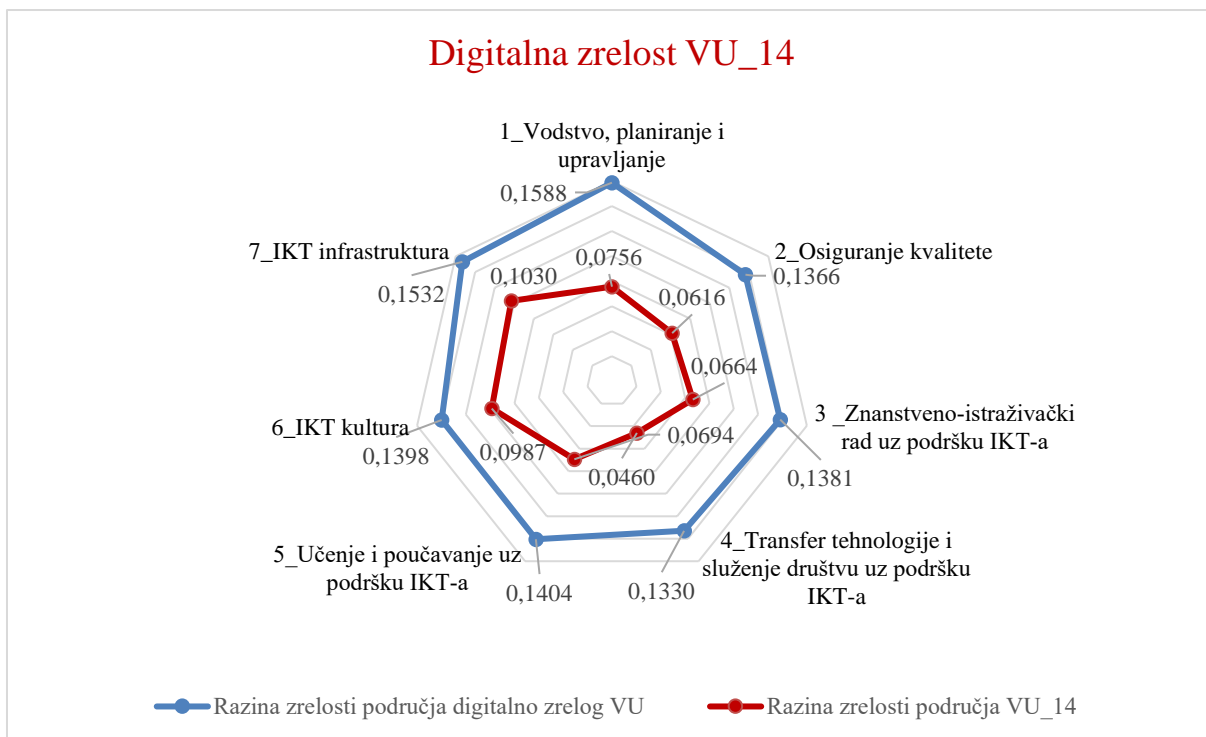 Digitalna zrelost VU_14
1_Vodstvo, planiranje i
upravljanje
0,1588
7_IKT infrastruktura
2_Osiguranje kvalitete
0,0756
0,1030
0,1366
0,1532
0,0616
0,0664
6_IKT kultura
3 _Znanstveno-istraživački
rad uz podršku IKT-a
0,1398
0,0694
0,0987
0,0460
0,1381
5_Učenje i poučavanje uz
podršku IKT-a
4_Transfer tehnologije i
služenje društvu uz podršku
IKT-a
0,1404
0,1330
Razina zrelosti područja digitalno zrelog VU
Razina zrelosti područja VU_14